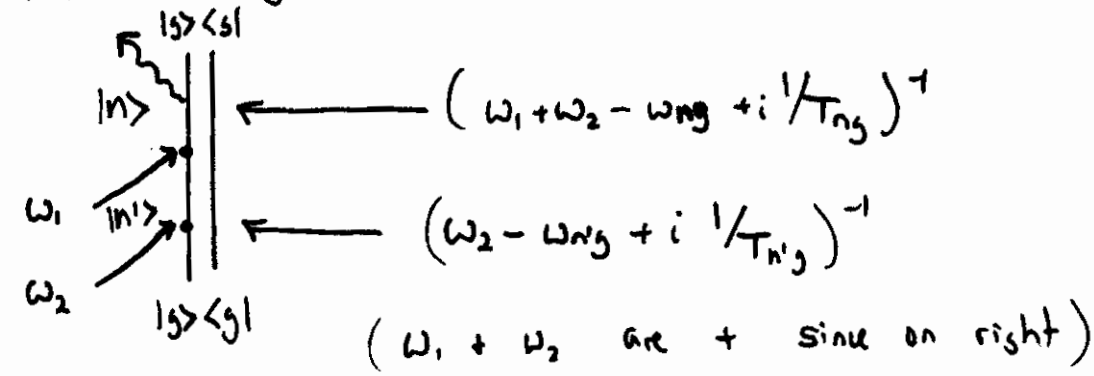 |g> <g|
|n> (ω₁ + ω₂ - ωng + i 1/Tng)⁻¹
ω₁ |n'> (ω₂ - ωn'g + i 1/Tn'g)⁻¹
ω₂
|g> <g|
(ω₁ + ω₂ are + since on right)